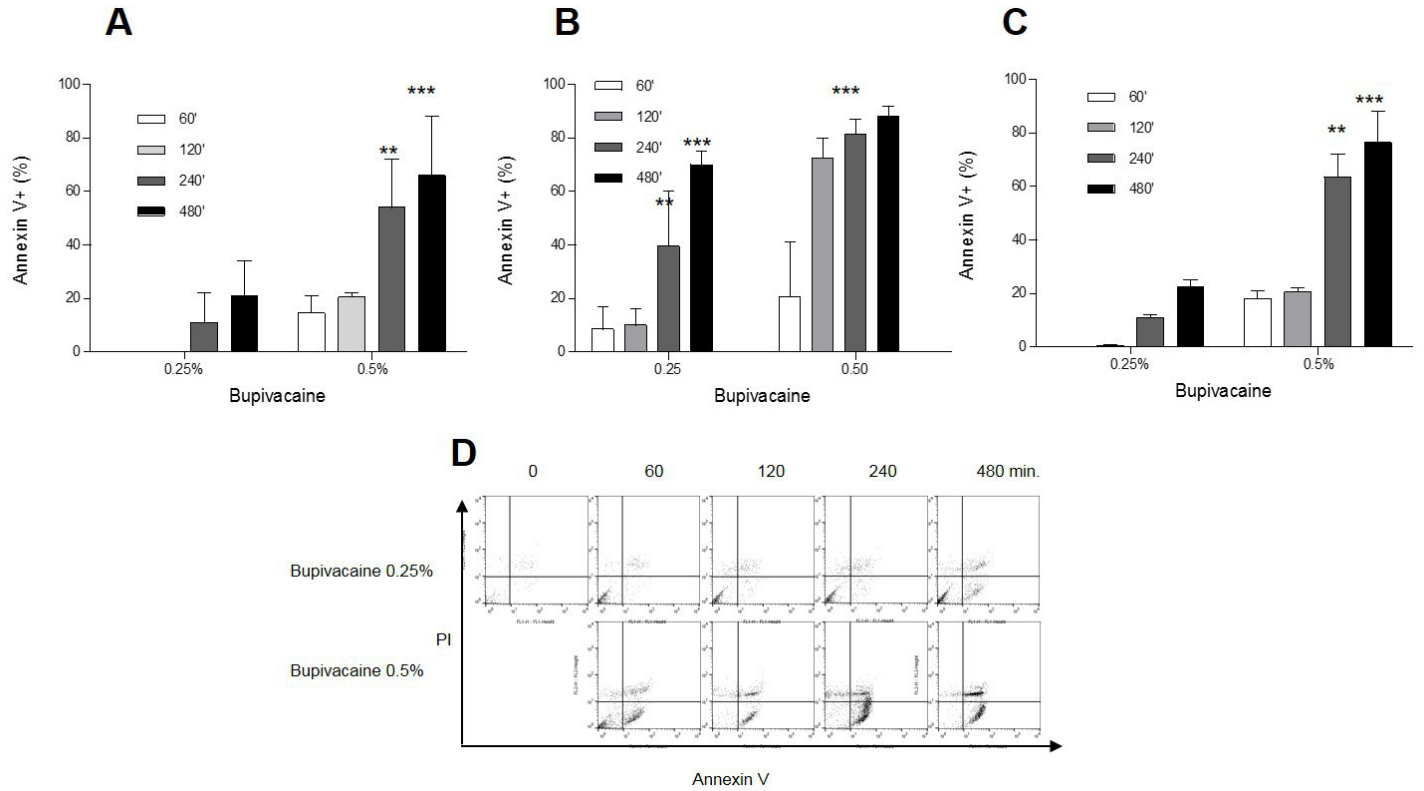 A
Annexin V+ (%)
100
80
60
40
20
0
60'
120'
240'
480'
**
***
0.25%
0.5%
Bupivacaine
B
Annexin V+ (%)
100
80
60
40
20
0
60'
120'
240'
480'
**
***
***
0.25
0.50
Bupivacaine
C
Annexin V+ (%)
100
80
60
40
20
0
60'
120'
240'
480'
**
***
0.25%
0.5%
Bupivacaine
D
0 60 120 240 480 min.
Bupivacaine 0.25%
PI
Bupivacaine 0.5%
Annexin V